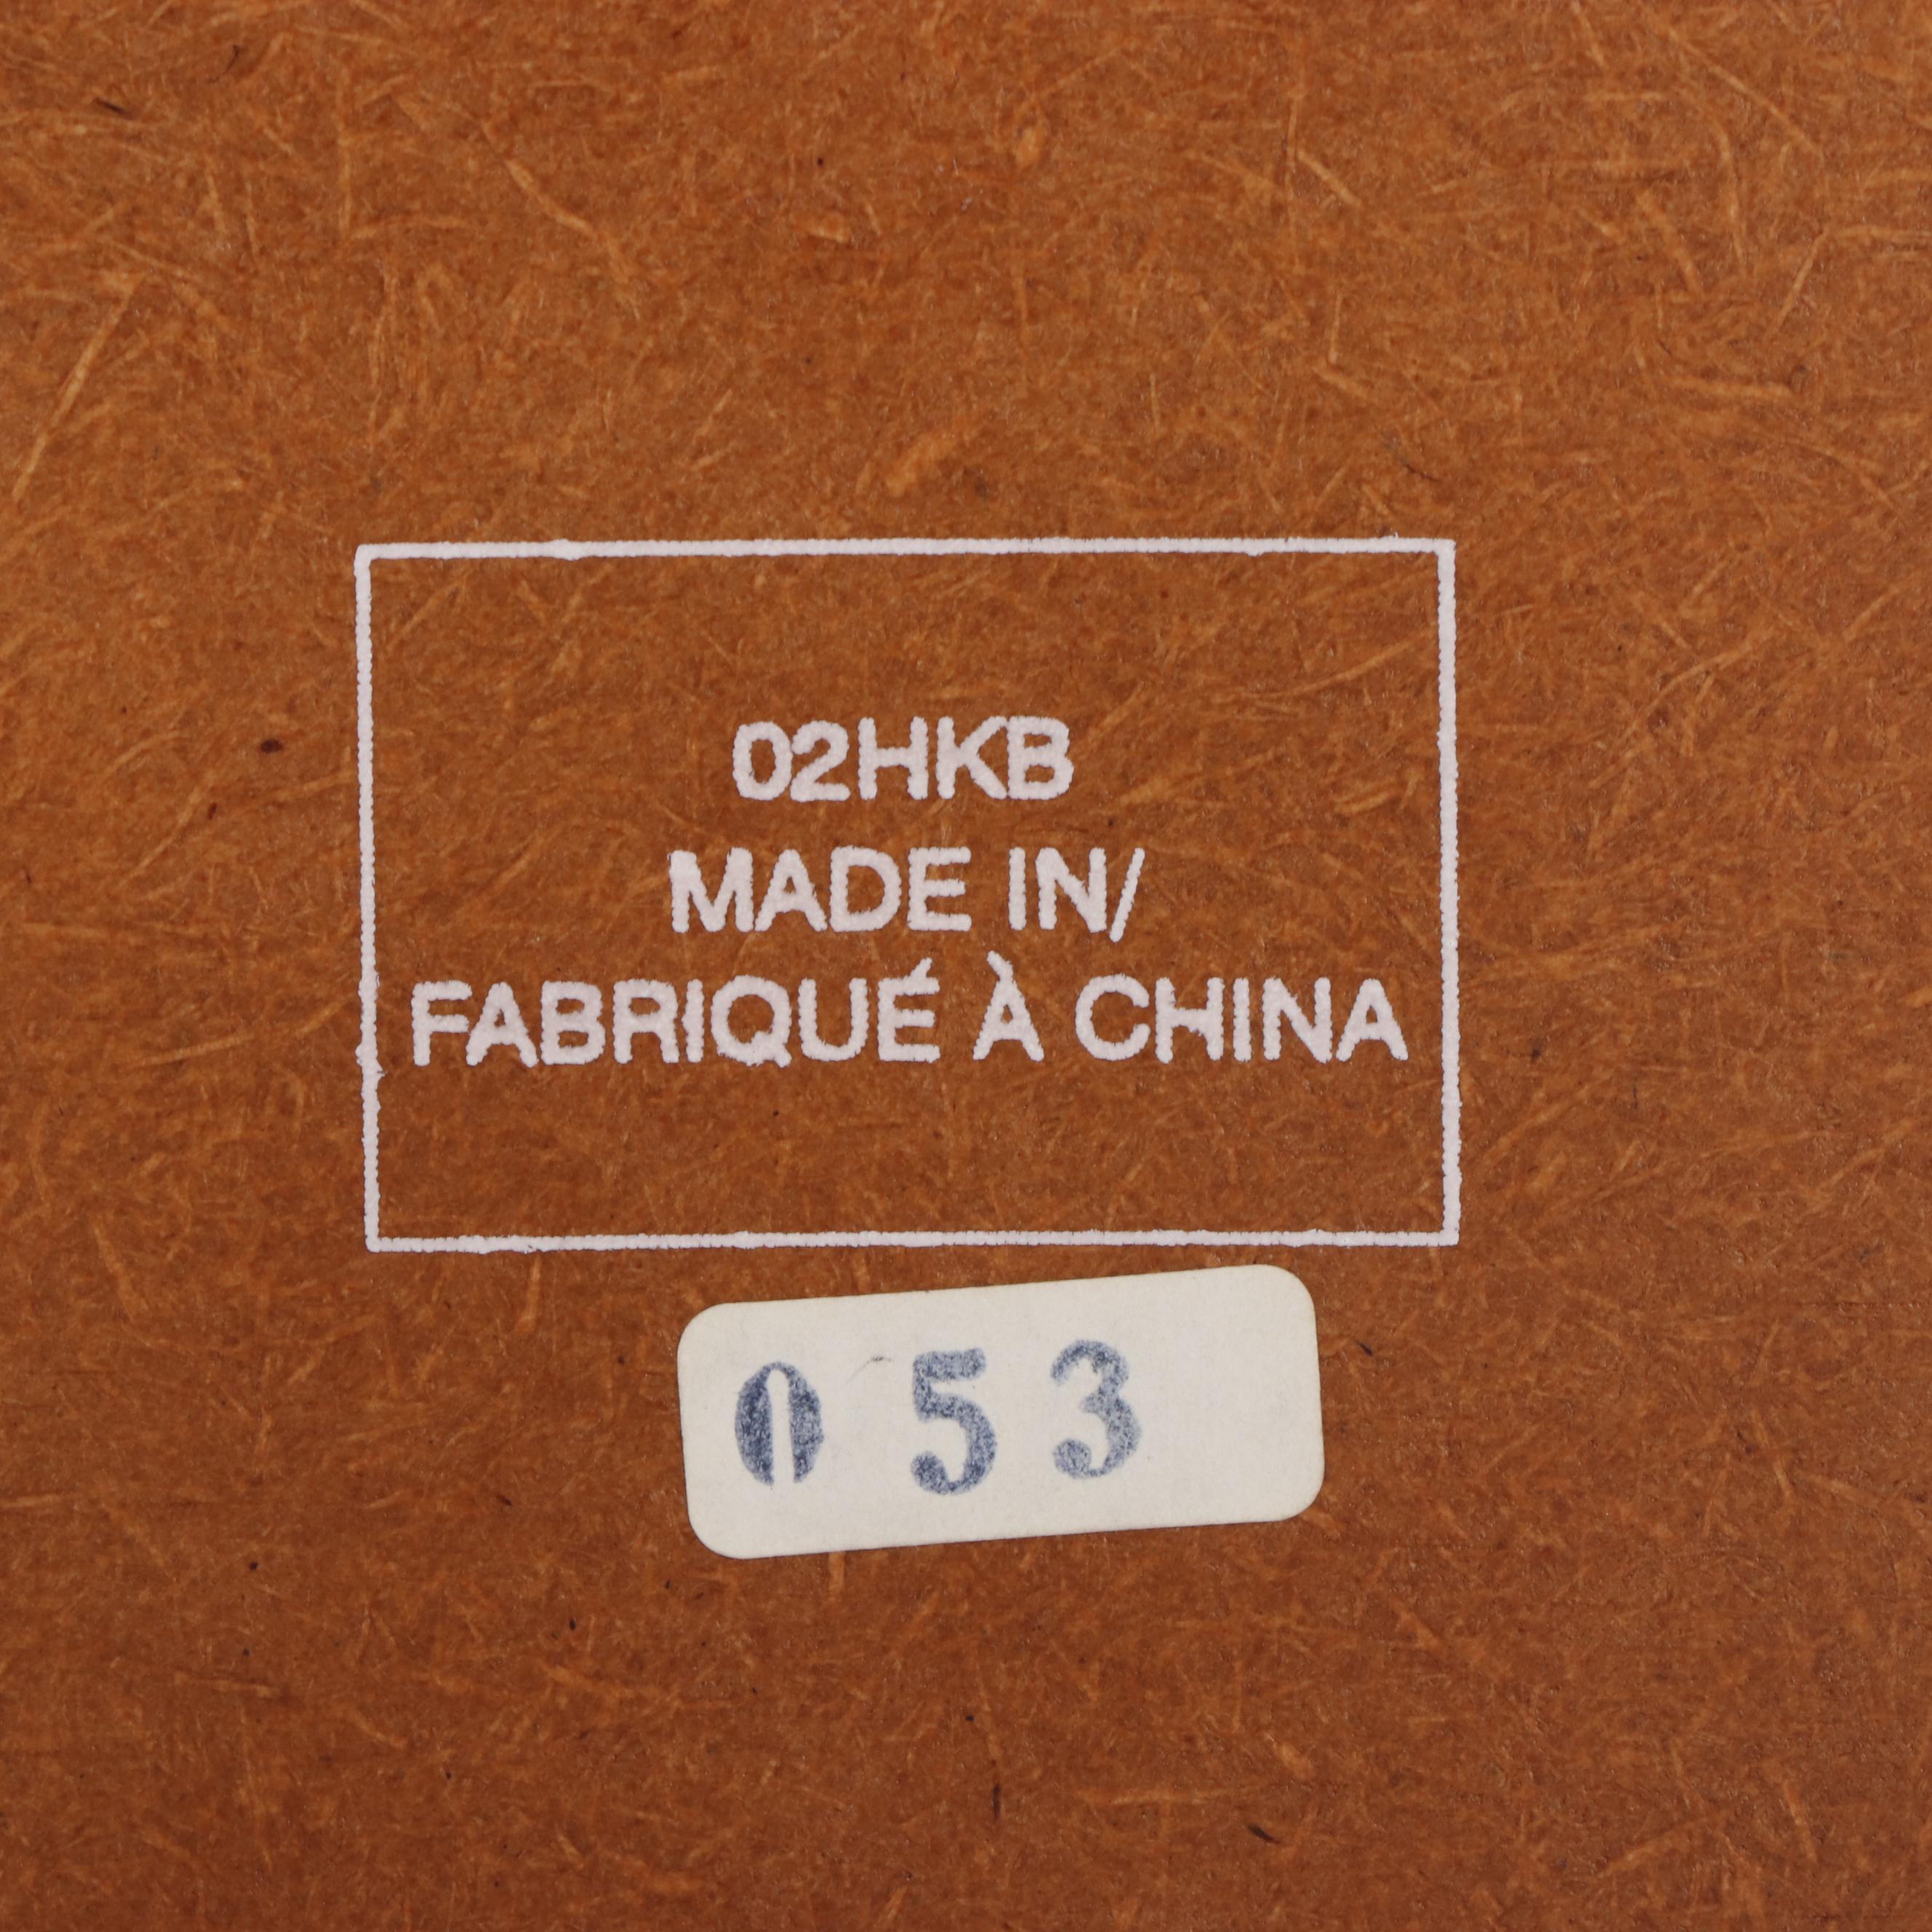 02HKB
MADE IN/
FABRIQUÉ À CHINA
053